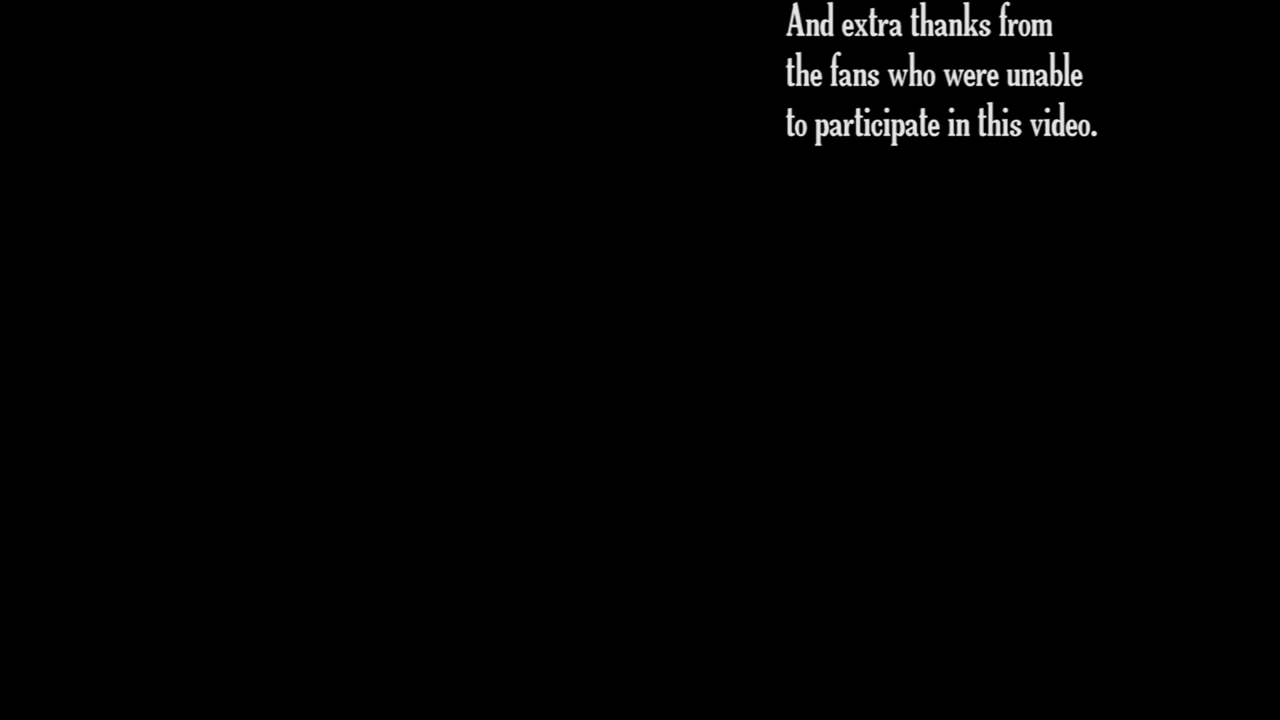 And extra thanks from
the fans who were unable
to participate in this video.